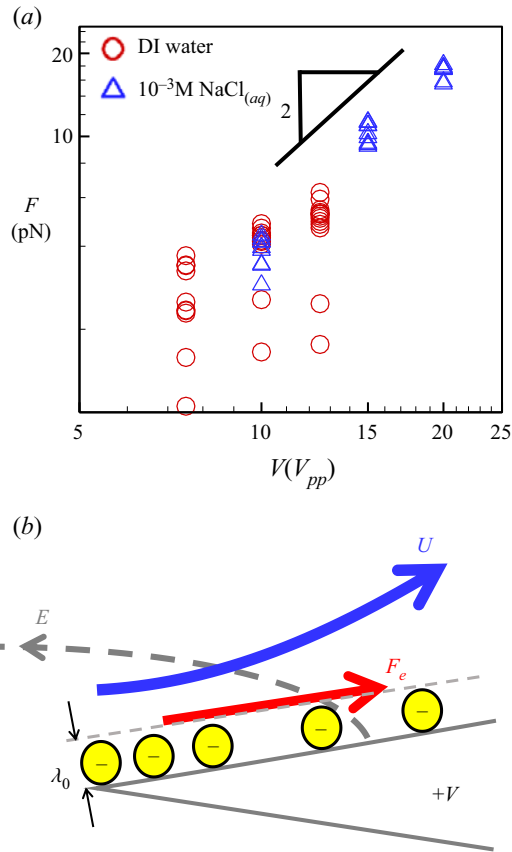 (a)
DI water
10⁻³M NaCl(aq)
20
10
2
F
(pN)
5 10 15 20 25
V(Vpp)
(b)
U
E
Fe
λ0
− − − − −
+V